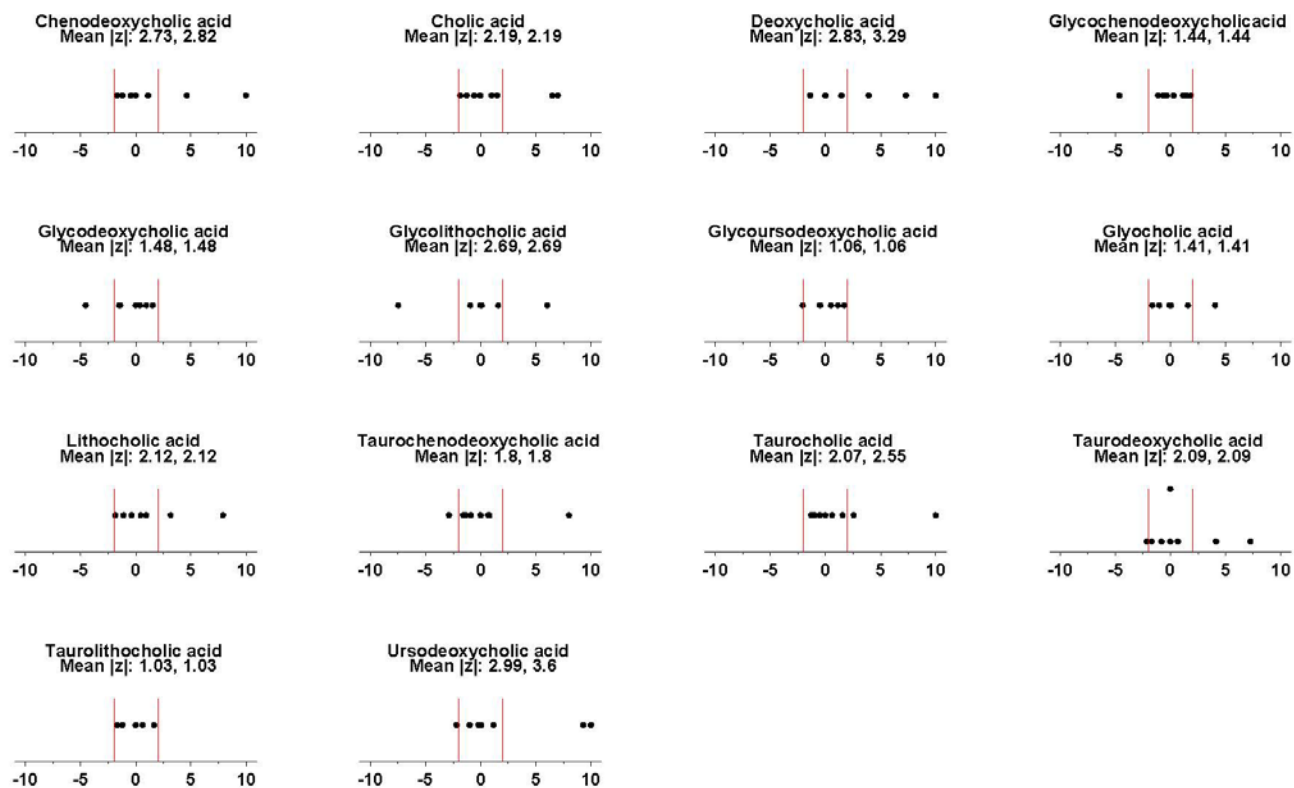 Chenodeoxycholic acid
Mean |z|: 2.73, 2.82
-10 -5 0 5 10
Cholic acid
Mean |z|: 2.19, 2.19
-10 -5 0 5 10
Deoxycholic acid
Mean |z|: 2.83, 3.29
-10 -5 0 5 10
Glycochenodeoxycholicacid
Mean |z|: 1.44, 1.44
-10 -5 0 5 10
Glycodeoxycholic acid
Mean |z|: 1.48, 1.48
-10 -5 0 5 10
Glycolithocholic acid
Mean |z|: 2.69, 2.69
-10 -5 0 5 10
Glycoursodeoxycholic acid
Mean |z|: 1.06, 1.06
-10 -5 0 5 10
Glyocholic acid
Mean |z|: 1.41, 1.41
-10 -5 0 5 10
Lithocholic acid
Mean |z|: 2.12, 2.12
-10 -5 0 5 10
Taurochenodeoxycholic acid
Mean |z|: 1.8, 1.8
-10 -5 0 5 10
Taurocholic acid
Mean |z|: 2.07, 2.55
-10 -5 0 5 10
Taurodeoxycholic acid
Mean |z|: 2.09, 2.09
-10 -5 0 5 10
Taurolithocholic acid
Mean |z|: 1.03, 1.03
-10 -5 0 5 10
Ursodeoxycholic acid
Mean |z|: 2.99, 3.6
-10 -5 0 5 10